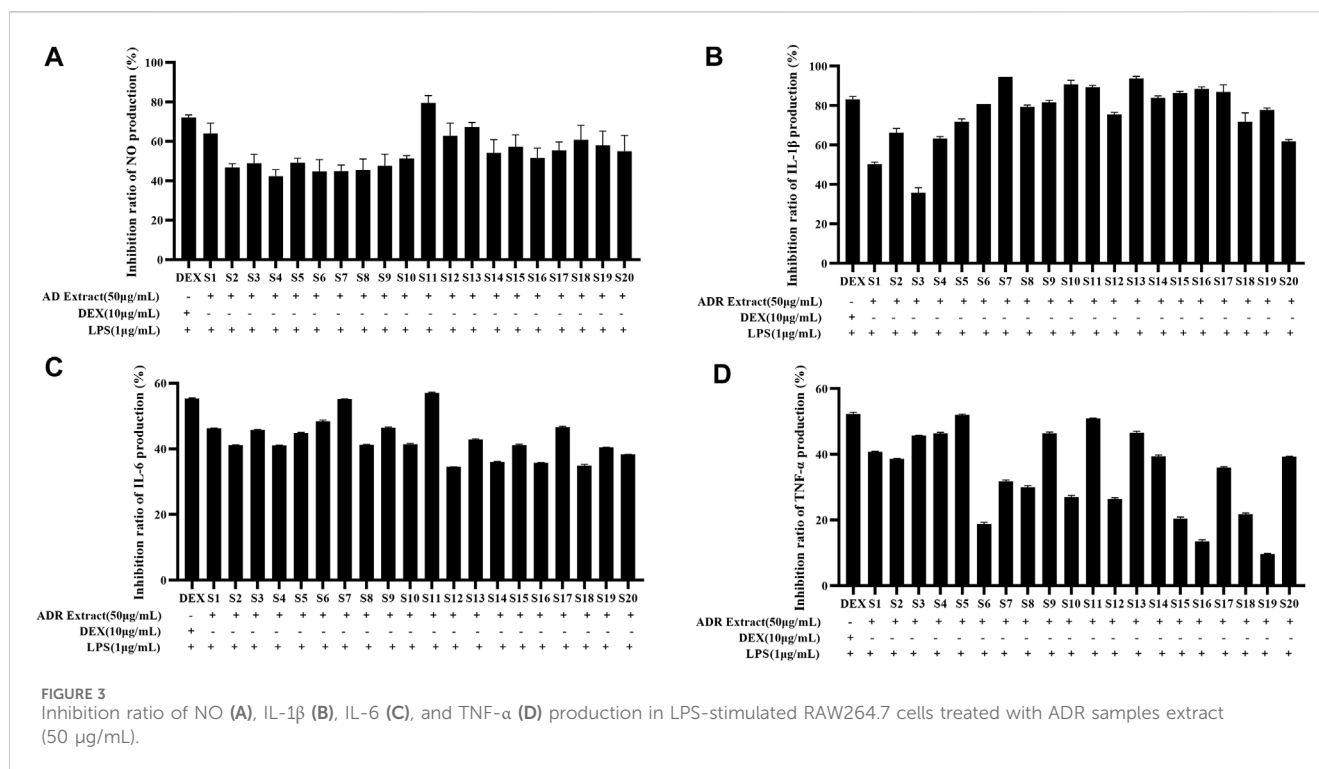 A
Inhibition ratio of NO production (%)
100
80
60
40
20
0
DEX S1 S2 S3 S4 S5 S6 S7 S8 S9 S10 S11 S12 S13 S14 S15 S16 S17 S18 S19 S20
AD Extract(50μg/mL) - + + + + + + + + + + + + + + + + + + + +
DEX(10μg/mL) + - - - - - - - - - - - - - - - - - - - -
LPS(1μg/mL) + + + + + + + + + + + + + + + + + + + + +
B
Inhibition ratio of IL-1β production (%)
100
80
60
40
20
0
DEX S1 S2 S3 S4 S5 S6 S7 S8 S9 S10 S11 S12 S13 S14 S15 S16 S17 S18 S19 S20
ADR Extract(50μg/mL) - + + + + + + + + + + + + + + + + + + + +
DEX(10μg/mL) + - - - - - - - - - - - - - - - - - - - -
LPS(1μg/mL) + + + + + + + + + + + + + + + + + + + + +
C
Inhibition ratio of IL-6 production (%)
60
40
20
0
DEX S1 S2 S3 S4 S5 S6 S7 S8 S9 S10 S11 S12 S13 S14 S15 S16 S17 S18 S19 S20
ADR Extract(50μg/mL) - + + + + + + + + + + + + + + + + + + + +
DEX(10μg/mL) + - - - - - - - - - - - - - - - - - - - -
LPS(1μg/mL) + + + + + + + + + + + + + + + + + + + + +
D
Inhibition ratio of TNF-α production (%)
60
40
20
0
DEX S1 S2 S3 S4 S5 S6 S7 S8 S9 S10 S11 S12 S13 S14 S15 S16 S17 S18 S19 S20
ADR Extract(50μg/mL) - + + + + + + + + + + + + + + + + + + + +
DEX(10μg/mL) + - - - - - - - - - - - - - - - - - - - -
LPS(1μg/mL) + + + + + + + + + + + + + + + + + + + + +
FIGURE 3
Inhibition ratio of NO (A), IL-1β (B), IL-6 (C), and TNF-α (D) production in LPS-stimulated RAW264.7 cells treated with ADR samples extract
(50 μg/mL).